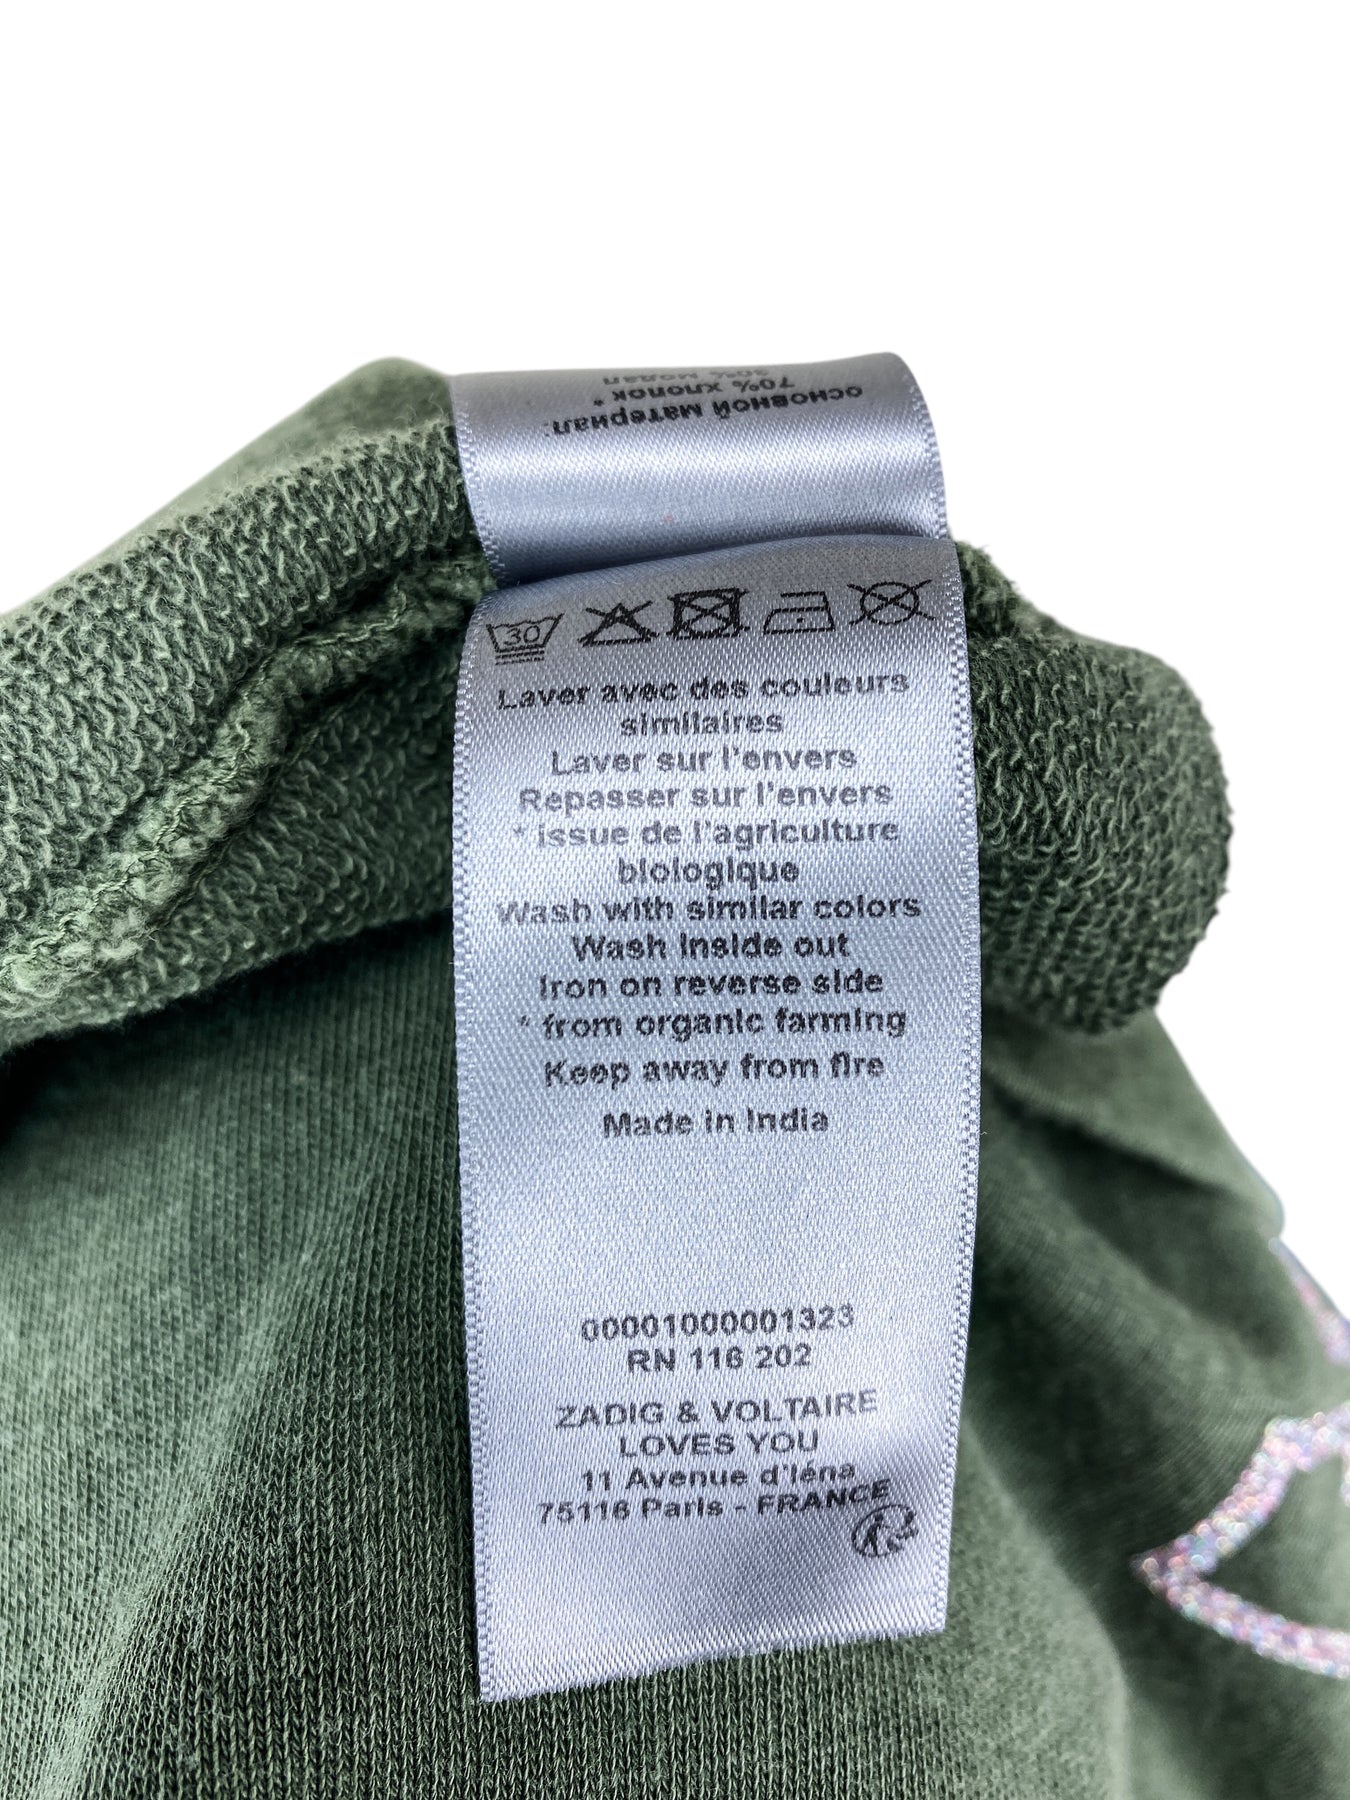 основной материал:
70% хлопок *
30% модал
30
Laver avec des couleurs
similaires
Laver sur l'envers
Repasser sur l'envers
* issue de l'agriculture
biologique
Wash with similar colors
Wash inside out
Iron on reverse side
* from organic farming
Keep away from fire
Made in India
00001000001323
RN 116 202
ZADIG & VOLTAIRE
LOVES YOU
11 Avenue d'Iéna
75116 Paris - FRANCE